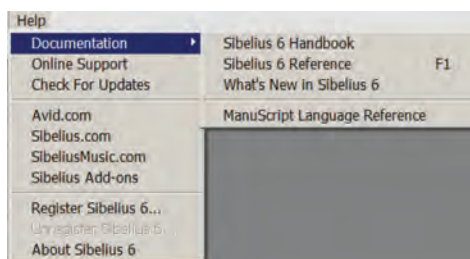 Help
Documentation
Online Support
Check For Updates
Avid.com
Sibelius.com
SibeliusMusic.com
Sibelius Add-ons
Register Sibelius 6...
Unregister Sibelius 6...
About Sibelius 6
Sibelius 6 Handbook
Sibelius 6 Reference F1
What's New in Sibelius 6
ManuScript Language Reference